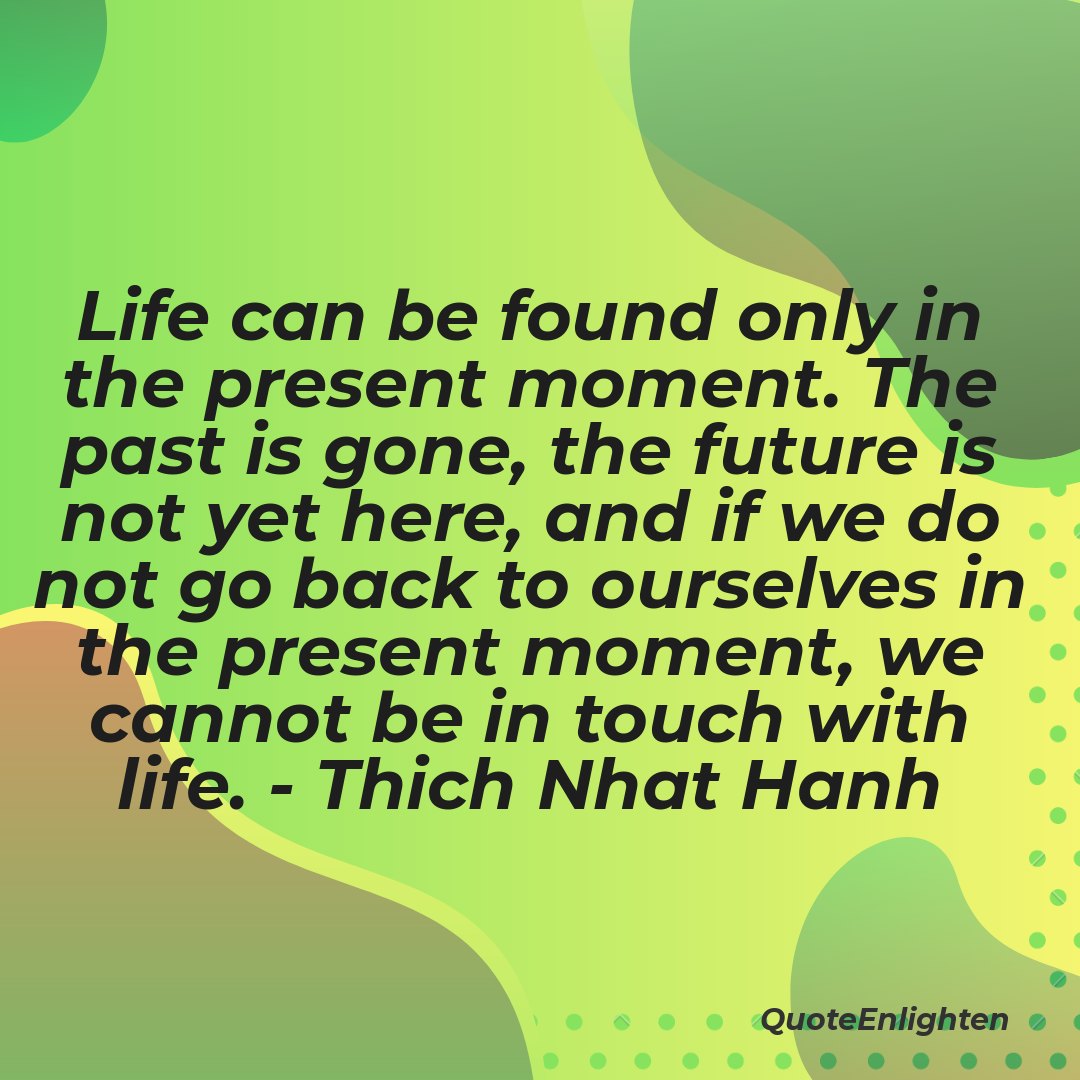 Life can be found only in
the present moment. The
past is gone, the future is
not yet here, and if we do
not go back to ourselves in
the present moment, we
cannot be in touch with
life. - Thich Nhat Hanh
QuoteEnlighten